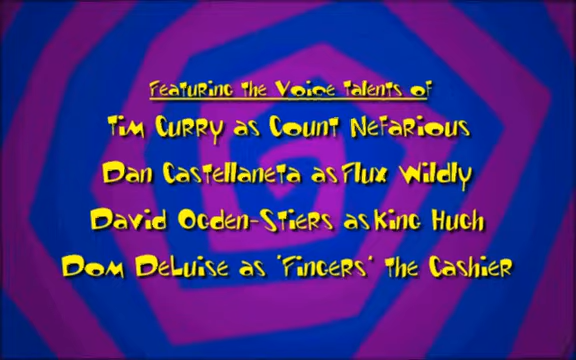 Featuring the Voice Talents of
Tim Curry as Count Nefarious
Dan Castellaneta as Flux Wildly
David Ogden-Stiers as King Hugh
Dom DeLuise as 'Fingers' the Cashier